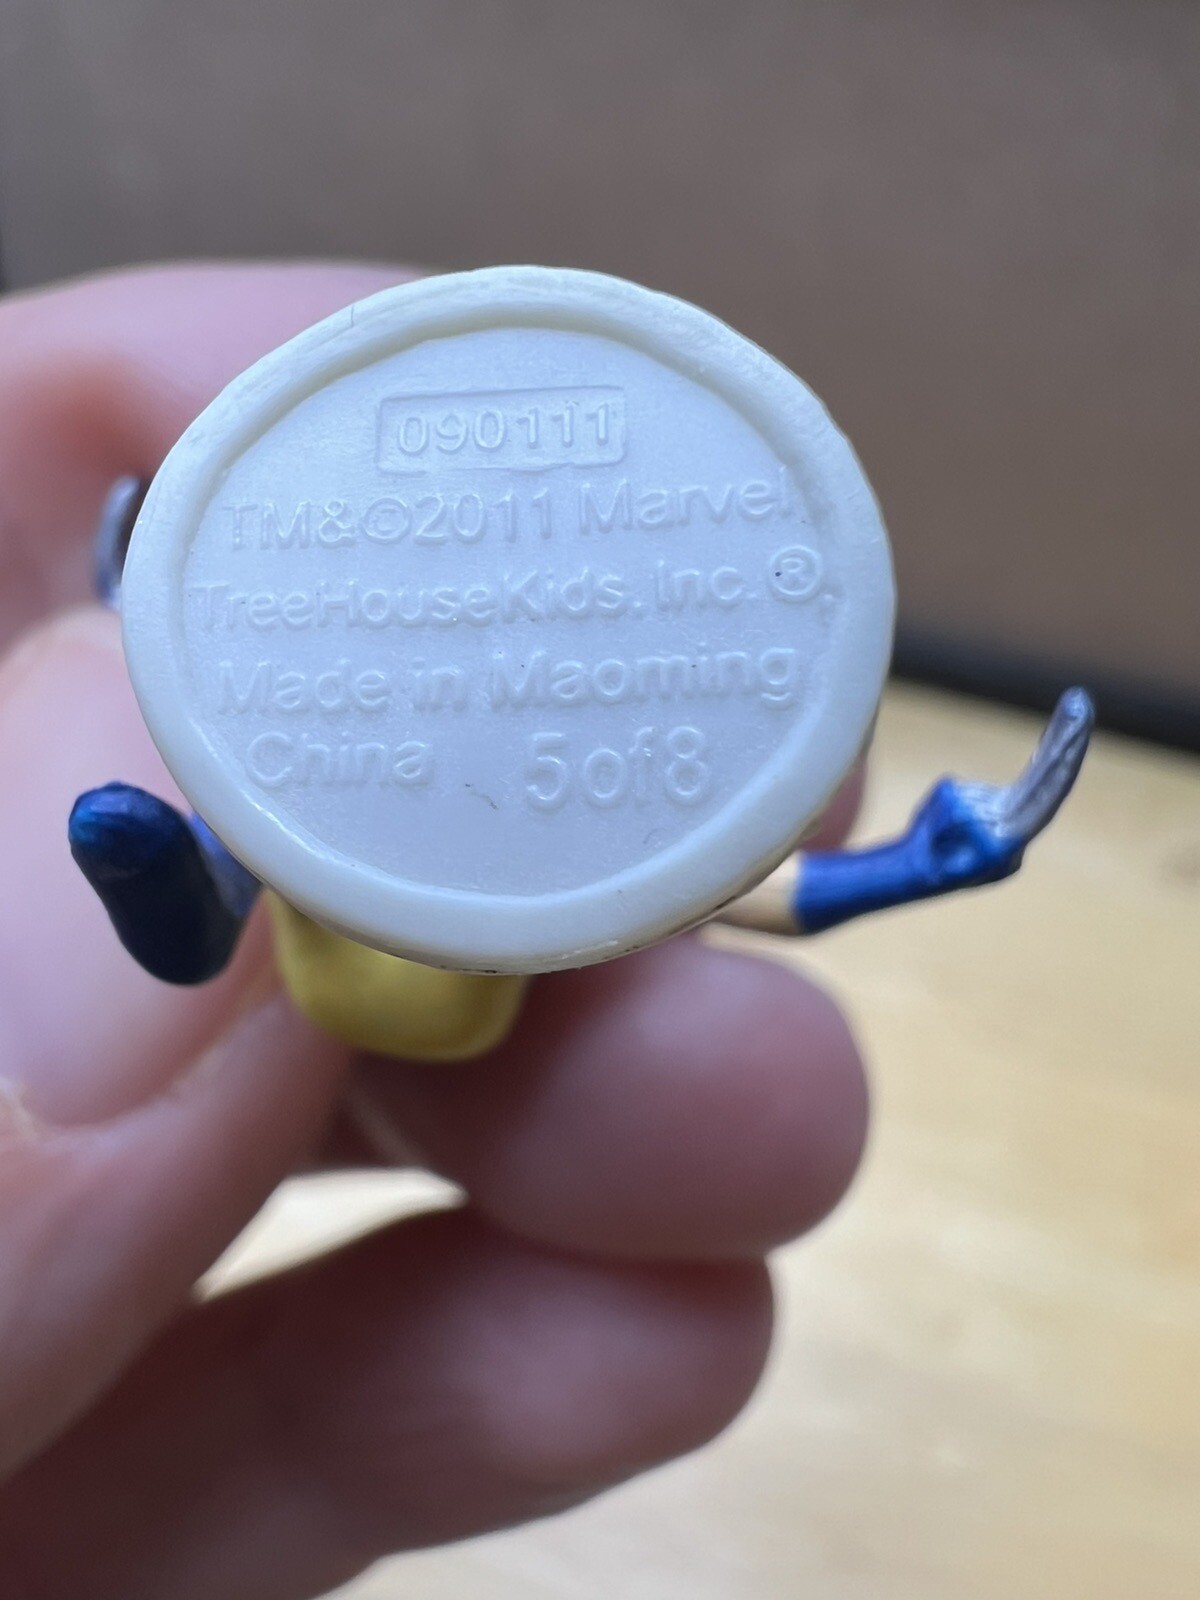 090111
TM&©2011 Marvel
TreeHouseKids. Inc.®.
Made in Maoming
China 5of8